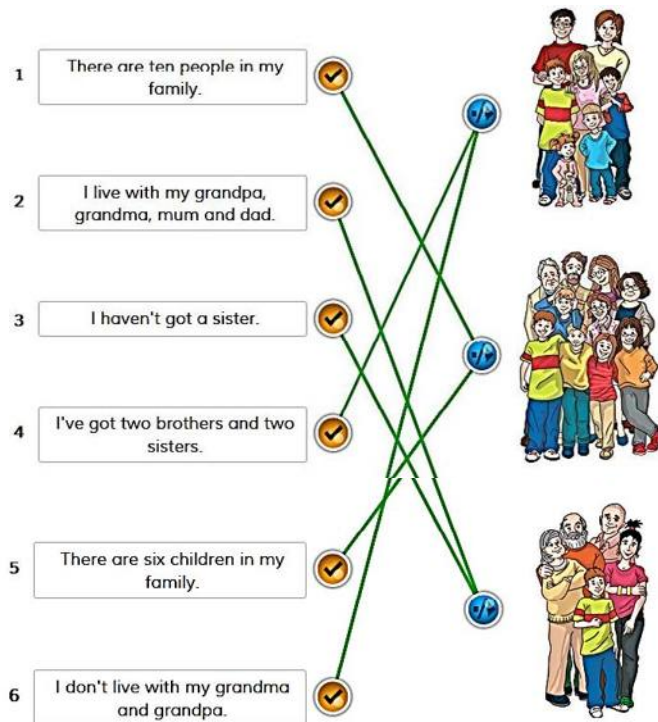 1 There are ten people in my
family.
2 I live with my grandpa,
grandma, mum and dad.
3 I haven't got a sister.
4 I've got two brothers and two
sisters.
5 There are six children in my
family.
6 I don't live with my grandma
and grandpa.